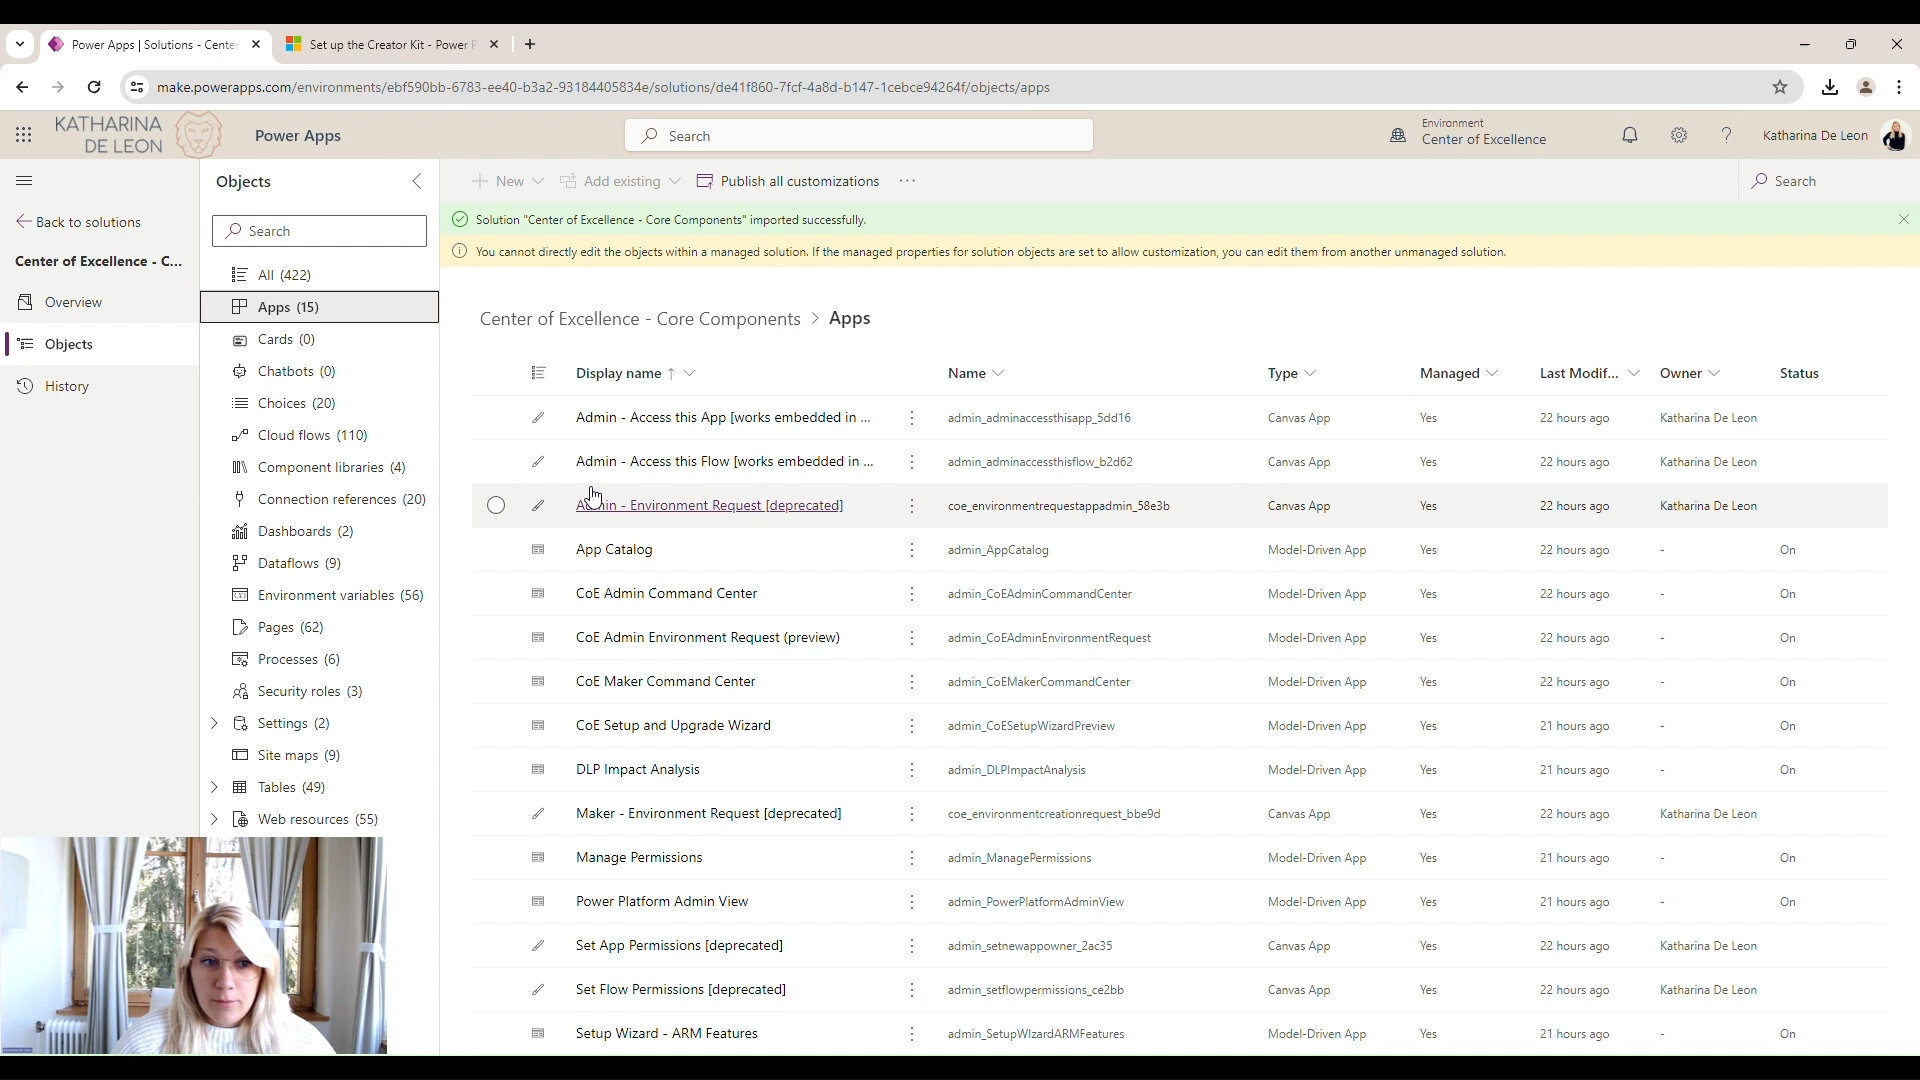 Power Apps | Solutions - Cente
Set up the Creator Kit - Power P
make.powerapps.com/environments/ebf590bb-6783-ee40-b3a2-93184405834e/solutions/de41f860-7fcf-4a8d-b147-1cebce94264f/objects/apps
KATHARINA
DE LEON
Power Apps
Search
Environment
Center of Excellence
Katharina De Leon
Back to solutions
Center of Excellence - C...
Overview
Objects
History
Objects
Search
All (422)
Apps (15)
Cards (0)
Chatbots (0)
Choices (20)
Cloud flows (110)
Component libraries (4)
Connection references (20)
Dashboards (2)
Dataflows (9)
Environment variables (56)
Pages (62)
Processes (6)
Security roles (3)
Settings (2)
Site maps (9)
Tables (49)
Web resources (55)
New Add existing Publish all customizations ...
Search
Solution "Center of Excellence - Core Components" imported successfully.
You cannot directly edit the objects within a managed solution. If the managed properties for solution objects are set to allow customization, you can edit them from another unmanaged solution.
Center of Excellence - Core Components > Apps
Display name ↑ Name Type Managed Last Modif... Owner Status
Admin - Access this App [works embedded in ... admin_adminaccessthisapp_5dd16 Canvas App Yes 22 hours ago Katharina De Leon
Admin - Access this Flow [works embedded in ... admin_adminaccessthisflow_b2d62 Canvas App Yes 22 hours ago Katharina De Leon
Admin - Environment Request [deprecated] coe_environmentrequestappadmin_58e3b Canvas App Yes 22 hours ago Katharina De Leon
App Catalog admin_AppCatalog Model-Driven App Yes 22 hours ago - On
CoE Admin Command Center admin_CoEAdminCommandCenter Model-Driven App Yes 22 hours ago - On
CoE Admin Environment Request (preview) admin_CoEAdminEnvironmentRequest Model-Driven App Yes 22 hours ago - On
CoE Maker Command Center admin_CoEMakerCommandCenter Model-Driven App Yes 22 hours ago - On
CoE Setup and Upgrade Wizard admin_CoESetupWizardPreview Model-Driven App Yes 21 hours ago - On
DLP Impact Analysis admin_DLPImpactAnalysis Model-Driven App Yes 21 hours ago - On
Maker - Environment Request [deprecated] coe_environmentcreationrequest_bbe9d Canvas App Yes 22 hours ago Katharina De Leon
Manage Permissions admin_ManagePermissions Model-Driven App Yes 21 hours ago - On
Power Platform Admin View admin_PowerPlatformAdminView Model-Driven App Yes 21 hours ago - On
Set App Permissions [deprecated] admin_setnewappowner_2ac35 Canvas App Yes 22 hours ago Katharina De Leon
Set Flow Permissions [deprecated] admin_setflowpermissions_ce2bb Canvas App Yes 22 hours ago Katharina De Leon
Setup Wizard - ARM Features admin_SetupWIzardARMFeatures Model-Driven App Yes 21 hours ago - On